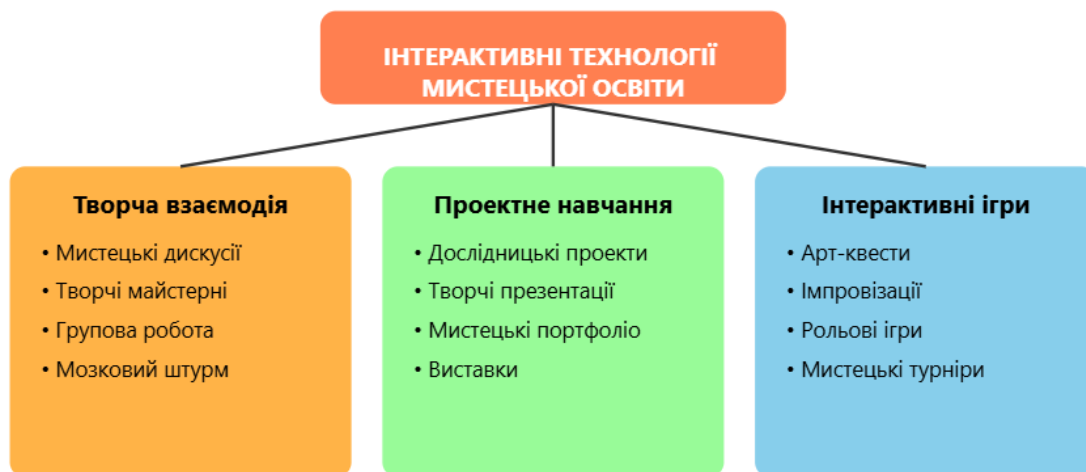 ІНТЕРАКТИВНІ ТЕХНОЛОГІЇ
МИСТЕЦЬКОЇ ОСВІТИ
Творча взаємодія
• Мистецькі дискусії
• Творчі майстерні
• Групова робота
• Мозковий штурм
Проектне навчання
• Дослідницькі проекти
• Творчі презентації
• Мистецькі портфоліо
• Виставки
Інтерактивні ігри
• Арт-квести
• Імпровізації
• Рольові ігри
• Мистецькі турніри